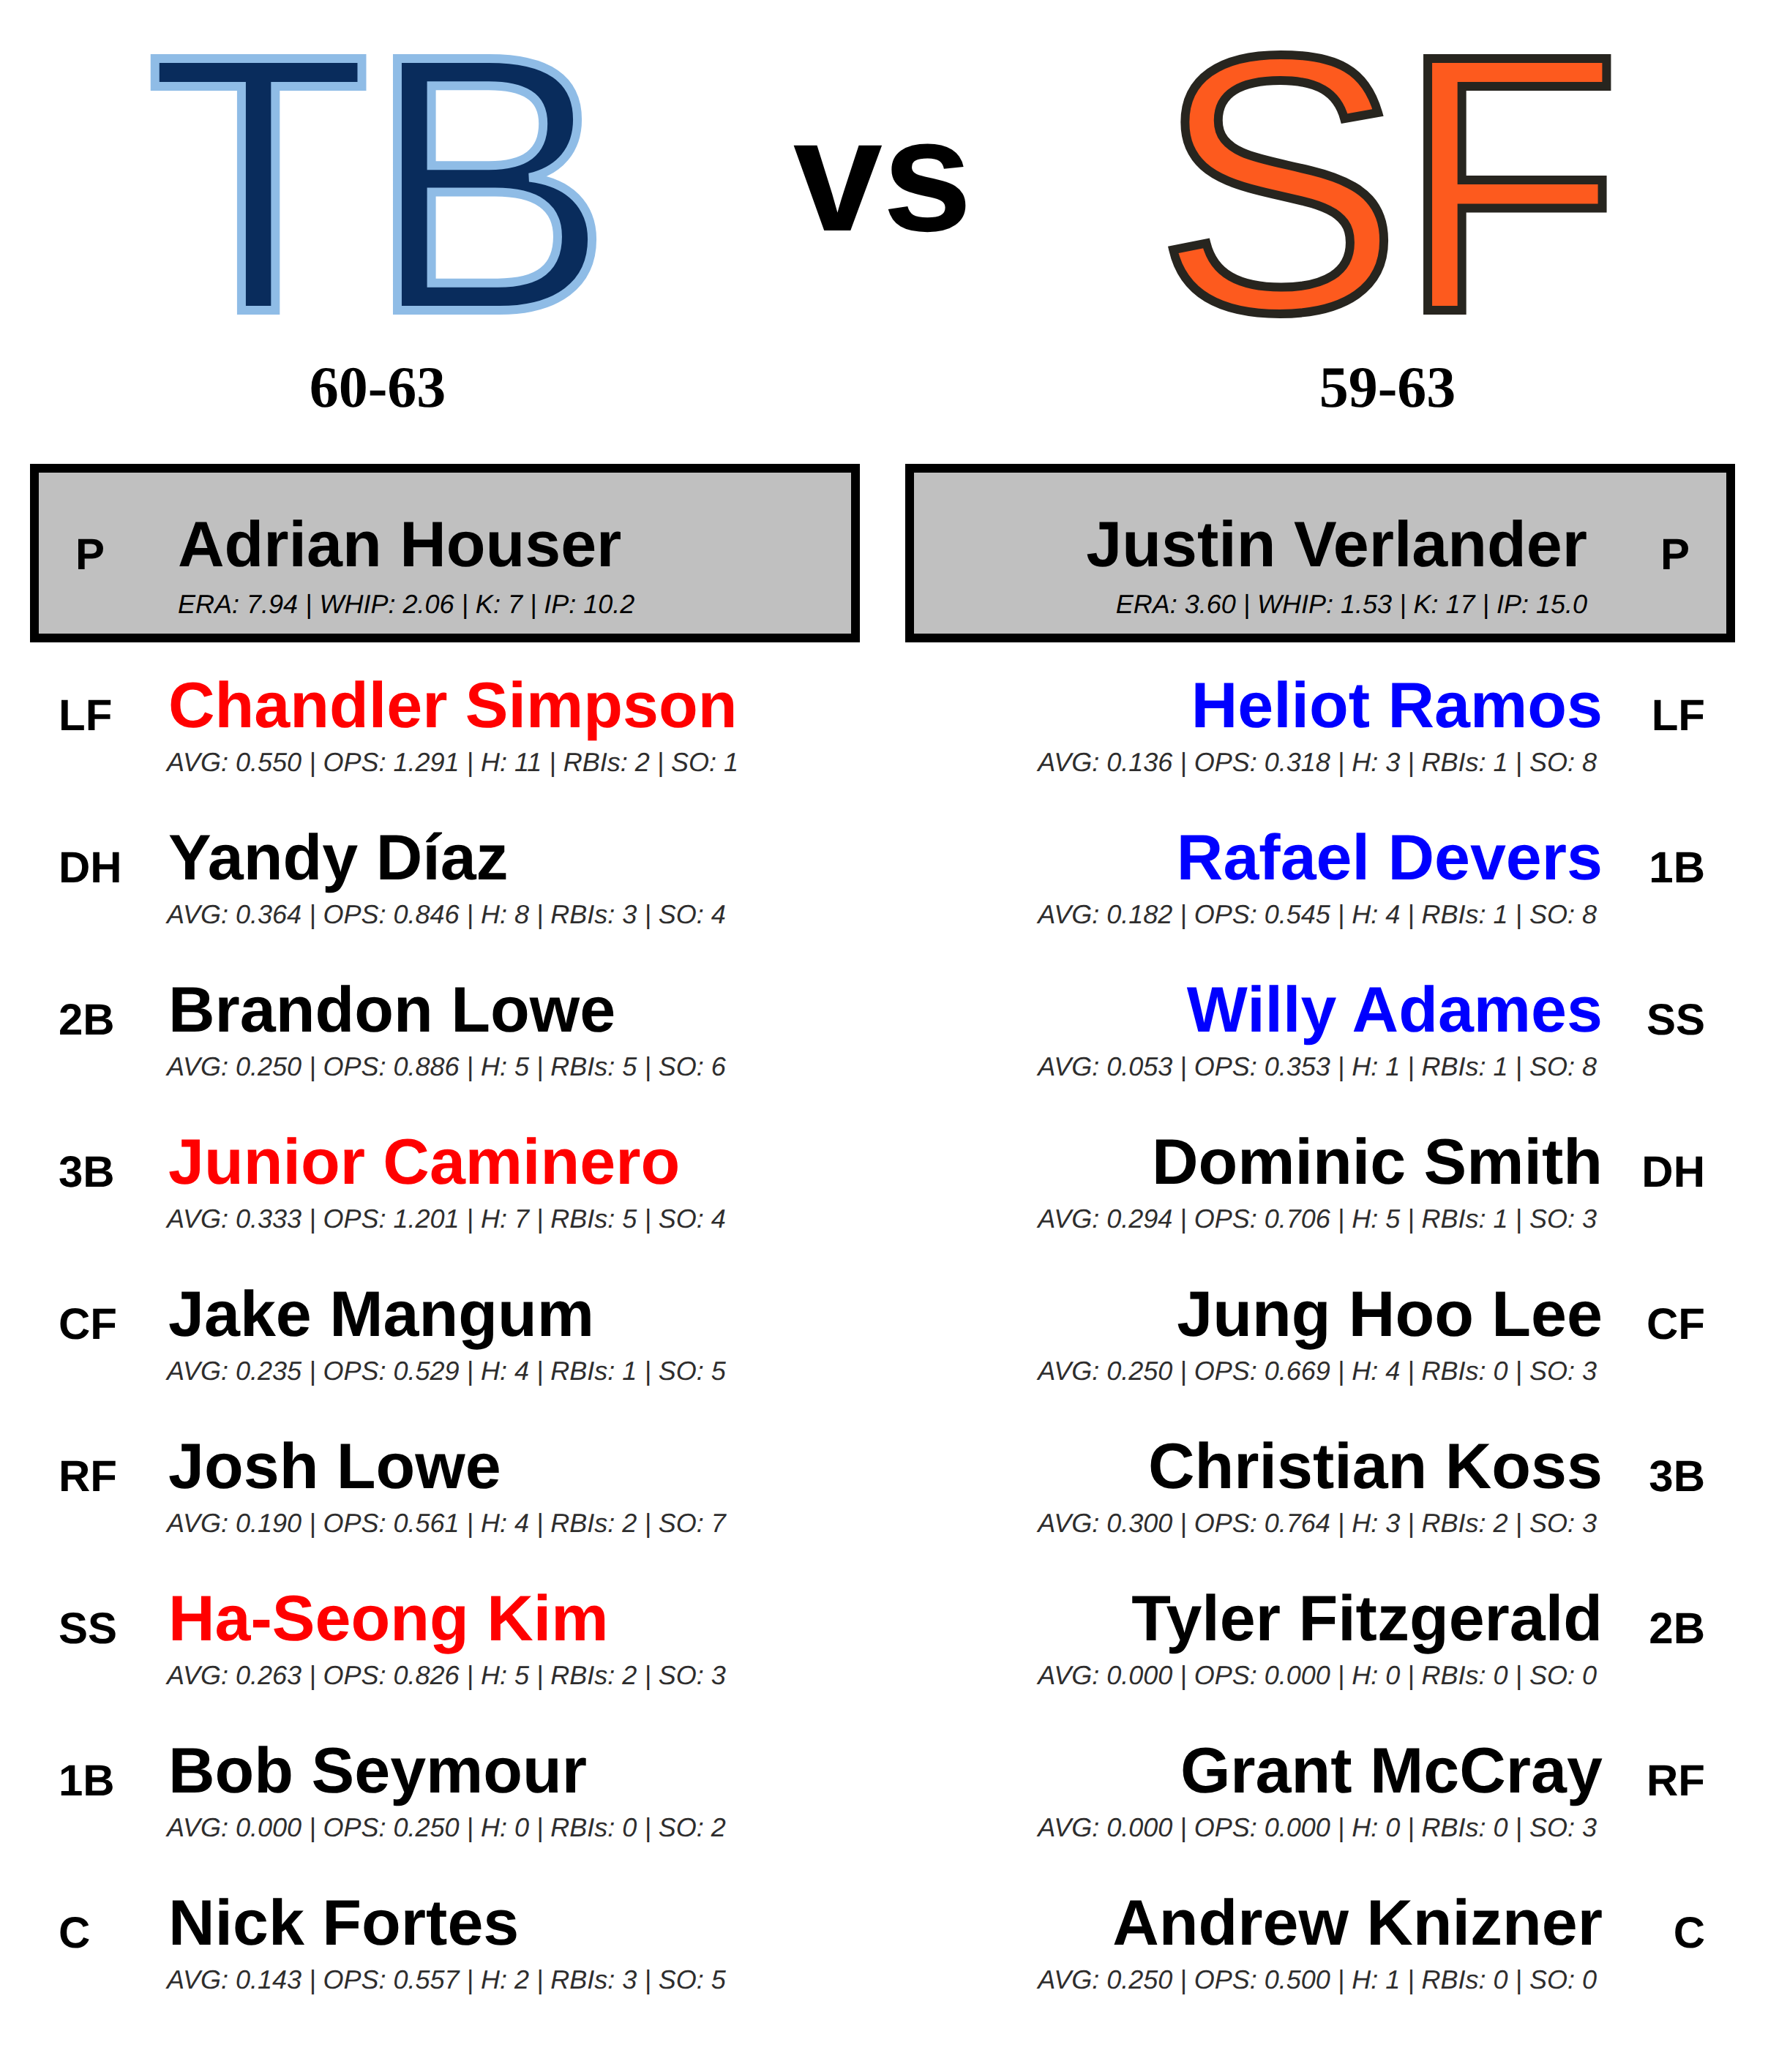 TB vs SF
60-63 59-63
P Adrian Houser
ERA: 7.94 | WHIP: 2.06 | K: 7 | IP: 10.2
Justin Verlander P
ERA: 3.60 | WHIP: 1.53 | K: 17 | IP: 15.0
LF Chandler Simpson
AVG: 0.550 | OPS: 1.291 | H: 11 | RBIs: 2 | SO: 1
DH Yandy Díaz
AVG: 0.364 | OPS: 0.846 | H: 8 | RBIs: 3 | SO: 4
2B Brandon Lowe
AVG: 0.250 | OPS: 0.886 | H: 5 | RBIs: 5 | SO: 6
3B Junior Caminero
AVG: 0.333 | OPS: 1.201 | H: 7 | RBIs: 5 | SO: 4
CF Jake Mangum
AVG: 0.235 | OPS: 0.529 | H: 4 | RBIs: 1 | SO: 5
RF Josh Lowe
AVG: 0.190 | OPS: 0.561 | H: 4 | RBIs: 2 | SO: 7
SS Ha-Seong Kim
AVG: 0.263 | OPS: 0.826 | H: 5 | RBIs: 2 | SO: 3
1B Bob Seymour
AVG: 0.000 | OPS: 0.250 | H: 0 | RBIs: 0 | SO: 2
C Nick Fortes
AVG: 0.143 | OPS: 0.557 | H: 2 | RBIs: 3 | SO: 5
Heliot Ramos LF
AVG: 0.136 | OPS: 0.318 | H: 3 | RBIs: 1 | SO: 8
Rafael Devers 1B
AVG: 0.182 | OPS: 0.545 | H: 4 | RBIs: 1 | SO: 8
Willy Adames SS
AVG: 0.053 | OPS: 0.353 | H: 1 | RBIs: 1 | SO: 8
Dominic Smith DH
AVG: 0.294 | OPS: 0.706 | H: 5 | RBIs: 1 | SO: 3
Jung Hoo Lee CF
AVG: 0.250 | OPS: 0.669 | H: 4 | RBIs: 0 | SO: 3
Christian Koss 3B
AVG: 0.300 | OPS: 0.764 | H: 3 | RBIs: 2 | SO: 3
Tyler Fitzgerald 2B
AVG: 0.000 | OPS: 0.000 | H: 0 | RBIs: 0 | SO: 0
Grant McCray RF
AVG: 0.000 | OPS: 0.000 | H: 0 | RBIs: 0 | SO: 3
Andrew Knizner C
AVG: 0.250 | OPS: 0.500 | H: 1 | RBIs: 0 | SO: 0